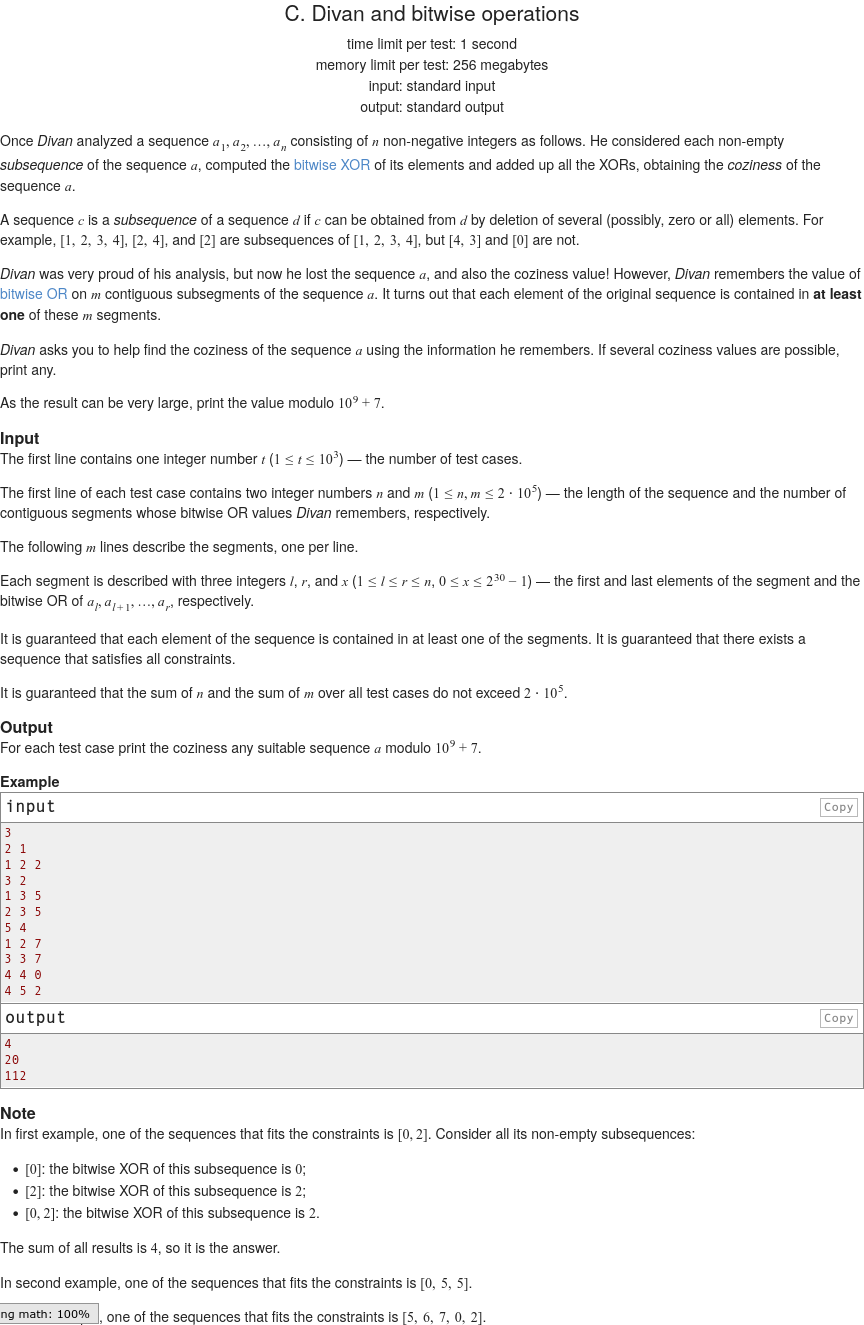 C. Divan and bitwise operations
time limit per test: 1 second
memory limit per test: 256 megabytes
input: standard input
output: standard output
Once Divan analyzed a sequence a1, a2, …, an consisting of n non-negative integers as follows. He considered each non-empty
subsequence of the sequence a, computed the bitwise XOR of its elements and added up all the XORs, obtaining the coziness of the
sequence a.
A sequence c is a subsequence of a sequence d if c can be obtained from d by deletion of several (possibly, zero or all) elements. For
example, [1, 2, 3, 4], [2, 4], and [2] are subsequences of [1, 2, 3, 4], but [4, 3] and [0] are not.
Divan was very proud of his analysis, but now he lost the sequence a, and also the coziness value! However, Divan remembers the value of
bitwise OR on m contiguous subsegments of the sequence a. It turns out that each element of the original sequence is contained in at least
one of these m segments.
Divan asks you to help find the coziness of the sequence a using the information he remembers. If several coziness values are possible,
print any.
As the result can be very large, print the value modulo 10^9 + 7.
Input
The first line contains one integer number t (1 ≤ t ≤ 10^3) — the number of test cases.
The first line of each test case contains two integer numbers n and m (1 ≤ n, m ≤ 2 · 10^5) — the length of the sequence and the number of
contiguous segments whose bitwise OR values Divan remembers, respectively.
The following m lines describe the segments, one per line.
Each segment is described with three integers l, r, and x (1 ≤ l ≤ r ≤ n, 0 ≤ x ≤ 2^30 − 1) — the first and last elements of the segment and the
bitwise OR of al, al+1, …, ar, respectively.
It is guaranteed that each element of the sequence is contained in at least one of the segments. It is guaranteed that there exists a
sequence that satisfies all constraints.
It is guaranteed that the sum of n and the sum of m over all test cases do not exceed 2 · 10^5.
Output
For each test case print the coziness any suitable sequence a modulo 10^9 + 7.
Example
input Copy
3
2 1
1 2 2
3 2
1 3 5
2 3 5
5 4
1 2 7
3 3 7
4 4 0
4 5 2
output Copy
4
20
112
Note
In first example, one of the sequences that fits the constraints is [0, 2]. Consider all its non-empty subsequences:
• [0]: the bitwise XOR of this subsequence is 0;
• [2]: the bitwise XOR of this subsequence is 2;
• [0, 2]: the bitwise XOR of this subsequence is 2.
The sum of all results is 4, so it is the answer.
In second example, one of the sequences that fits the constraints is [0, 5, 5].
ng math: 100% , one of the sequences that fits the constraints is [5, 6, 7, 0, 2].